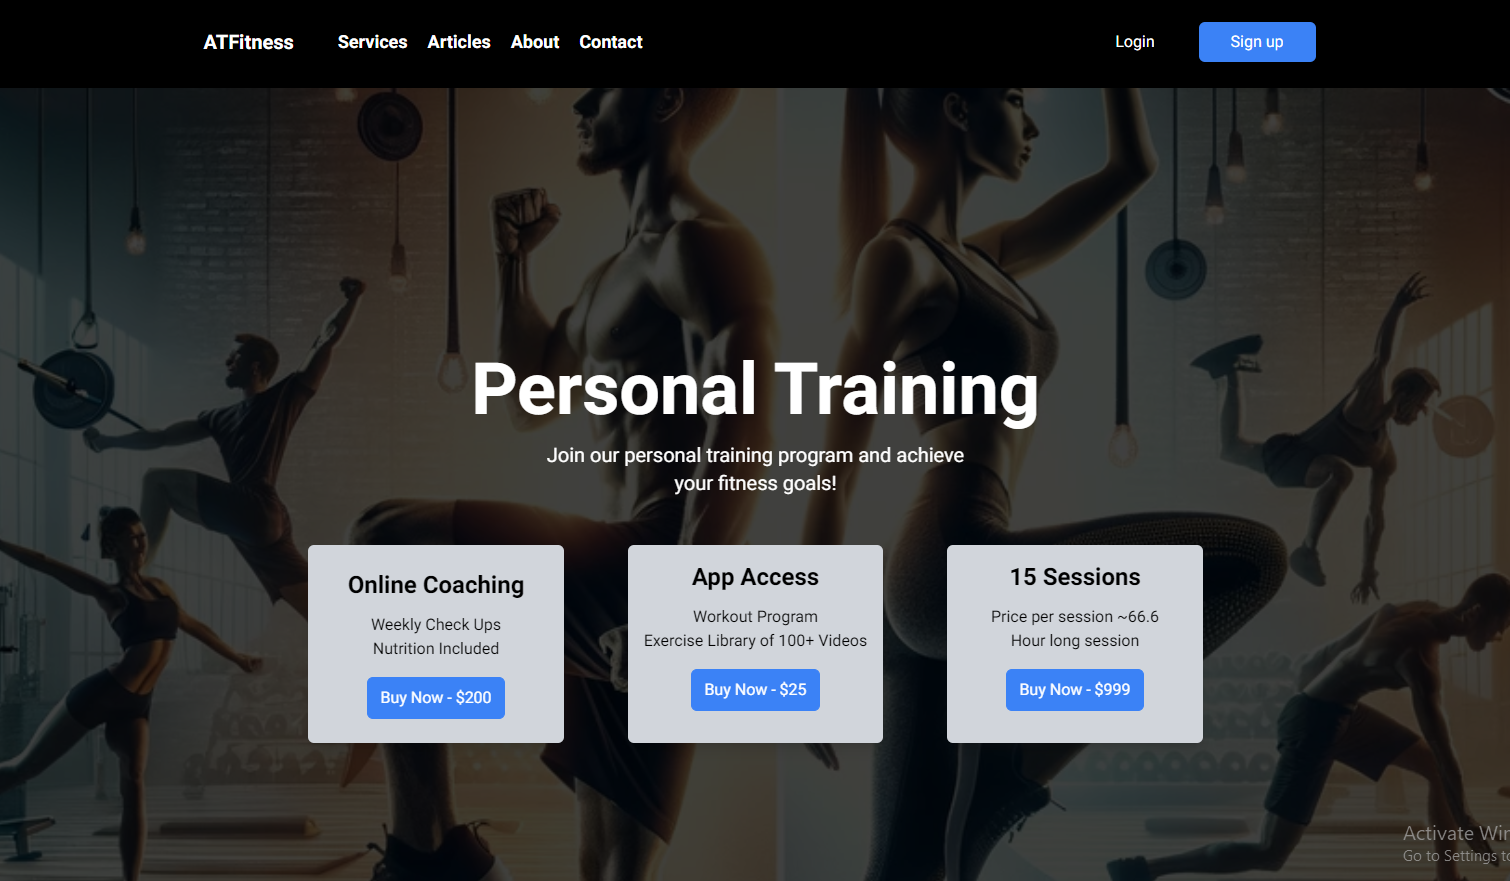 ATFitness Services Articles About Contact Login Sign up
Personal Training
Join our personal training program and achieve
your fitness goals!
Online Coaching
Weekly Check Ups
Nutrition Included
Buy Now - $200
App Access
Workout Program
Exercise Library of 100+ Videos
Buy Now - $25
15 Sessions
Price per session ~66.6
Hour long session
Buy Now - $999
Activate Win
Go to Settings to